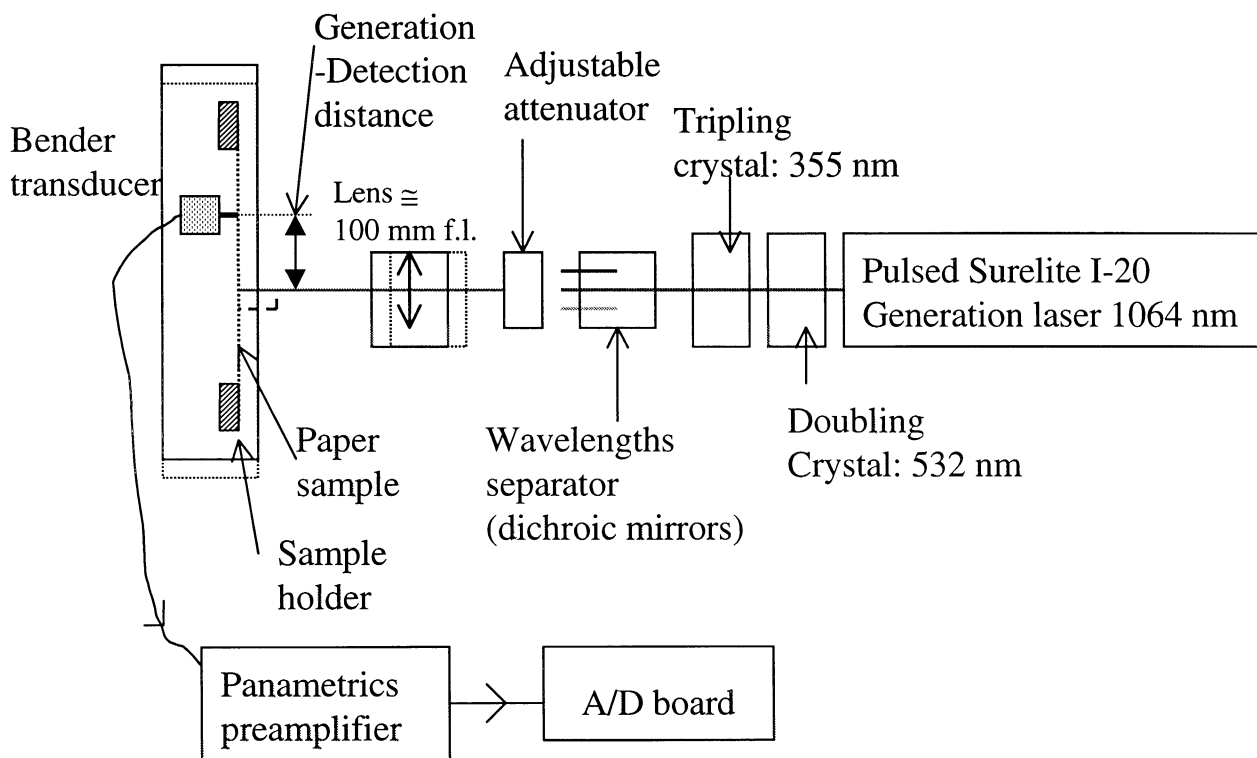 Generation
-Detection
distance
Adjustable
attenuator
Tripling
crystal: 355 nm
Bender
transducer
Lens ≅
100 mm f.l.
Pulsed Surelite I-20
Generation laser 1064 nm
Doubling
Crystal: 532 nm
Wavelengths
separator
(dichroic mirrors)
Paper
sample
Sample
holder
Panametrics
preamplifier
A/D board